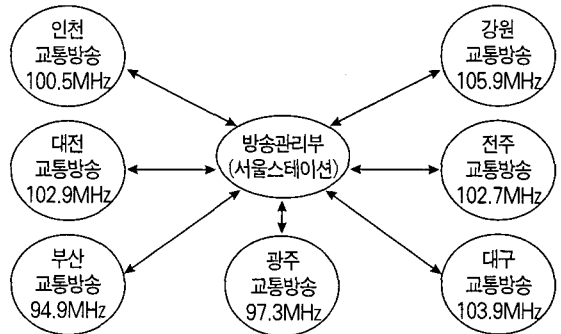 인천
교통방송
100.5MHz
강원
교통방송
105.9MHz
방송관리부
(서울스테이션)
대전
교통방송
102.9MHz
전주
교통방송
102.7MHz
부산
교통방송
94.9MHz
광주
교통방송
97.3MHz
대구
교통방송
103.9MHz